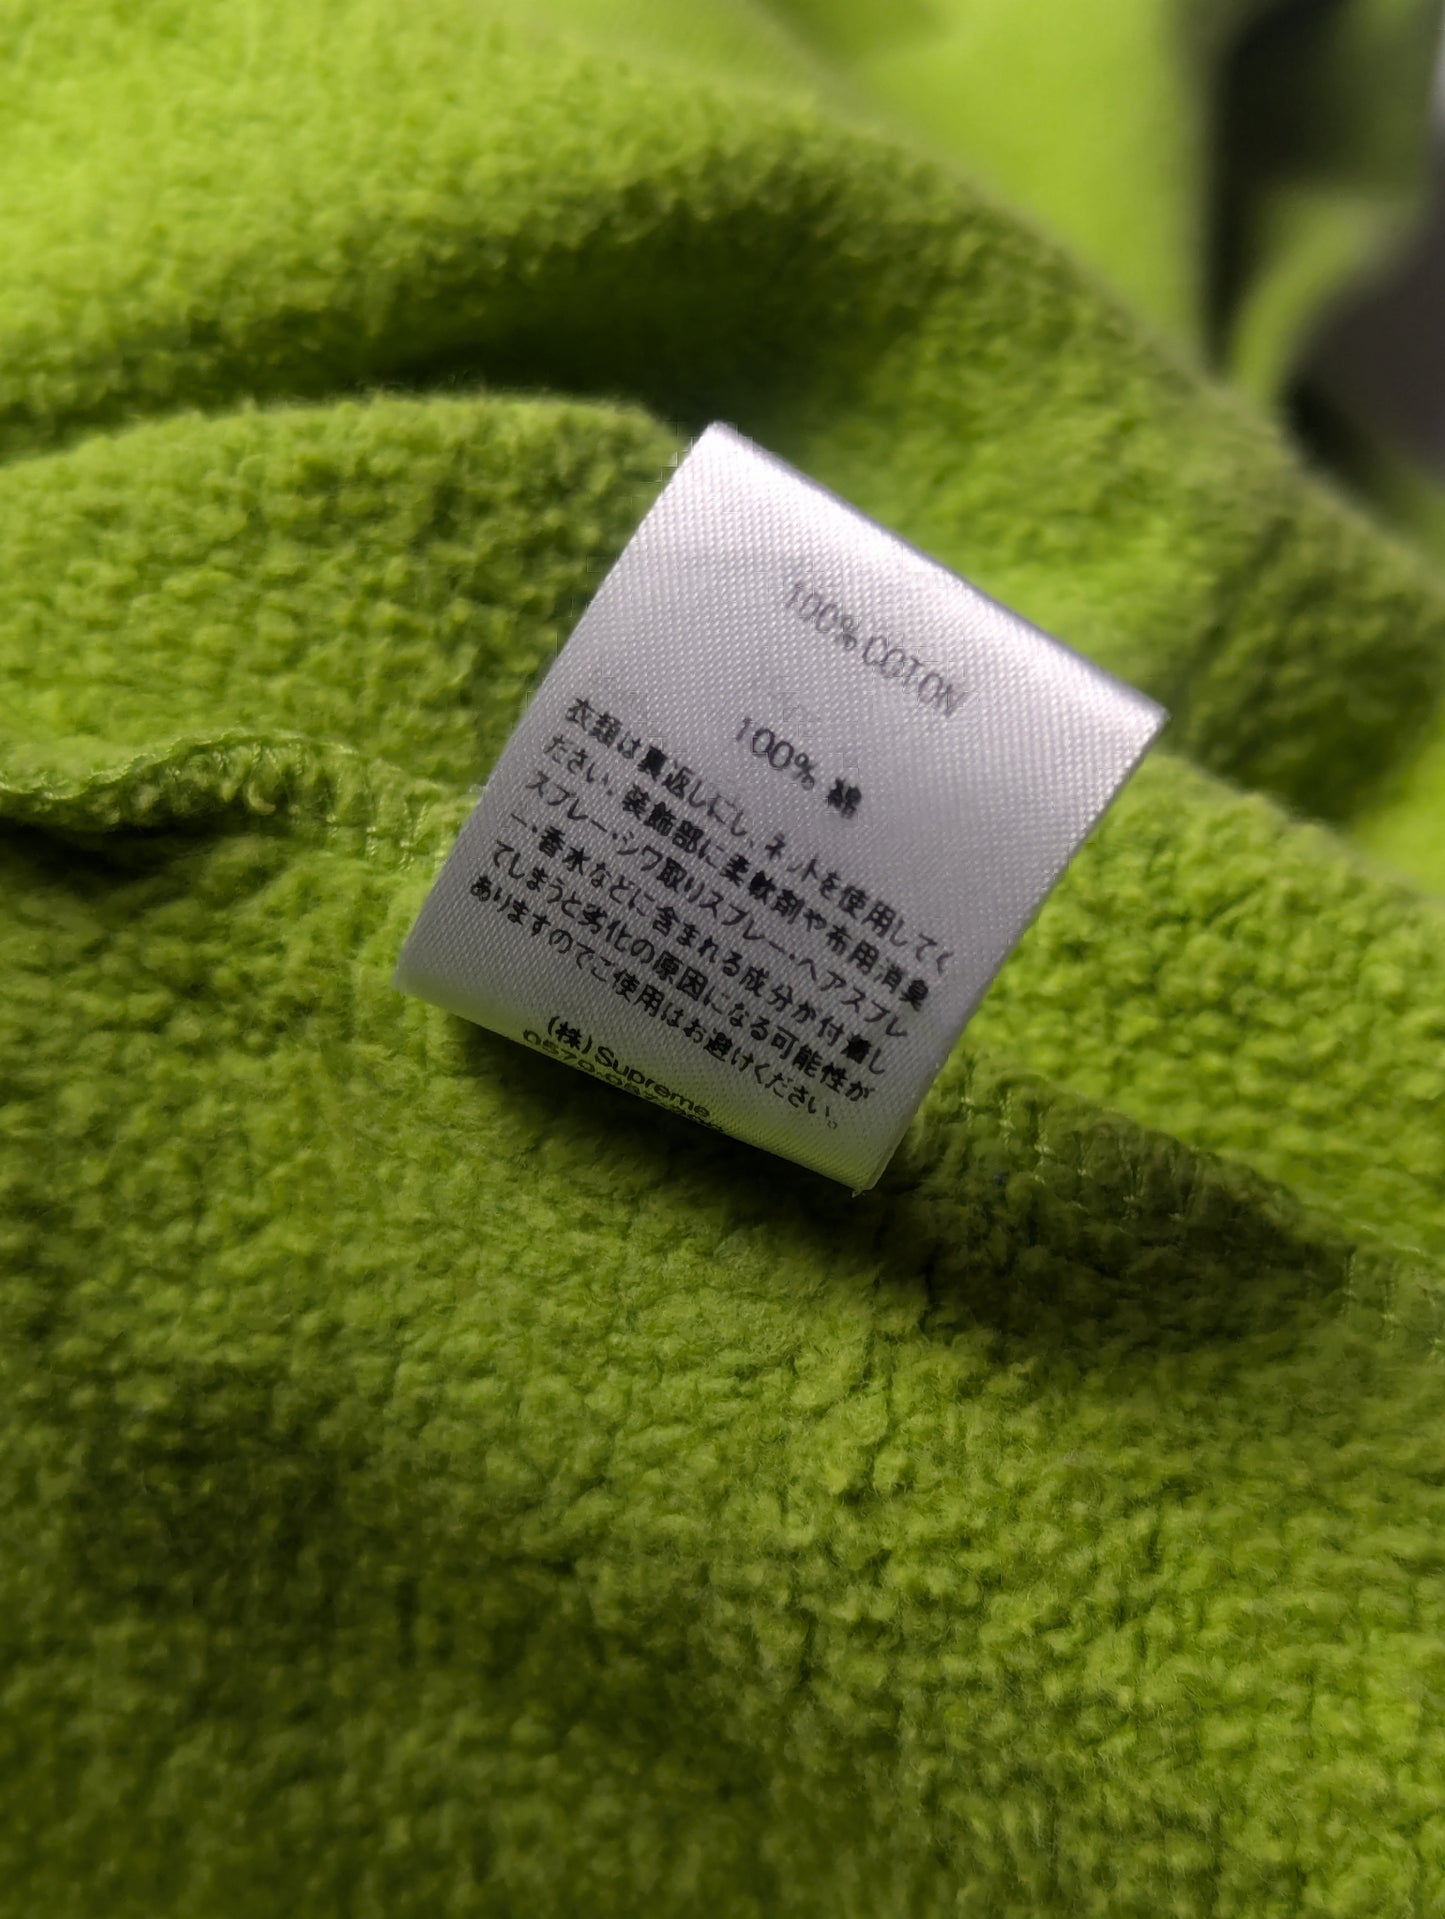 100% COTON
100% 綿
衣類は裏返しにし、ネットを使用してく
ださい。装飾部に柔軟剤や布用消臭
スプレー・シワ取りスプレー・ヘアスプレ
ー・香水などに含まれる成分が付着し
てしまうと劣化の原因になる可能性が
ありますのでご使用はお避けください。
(株) Supreme